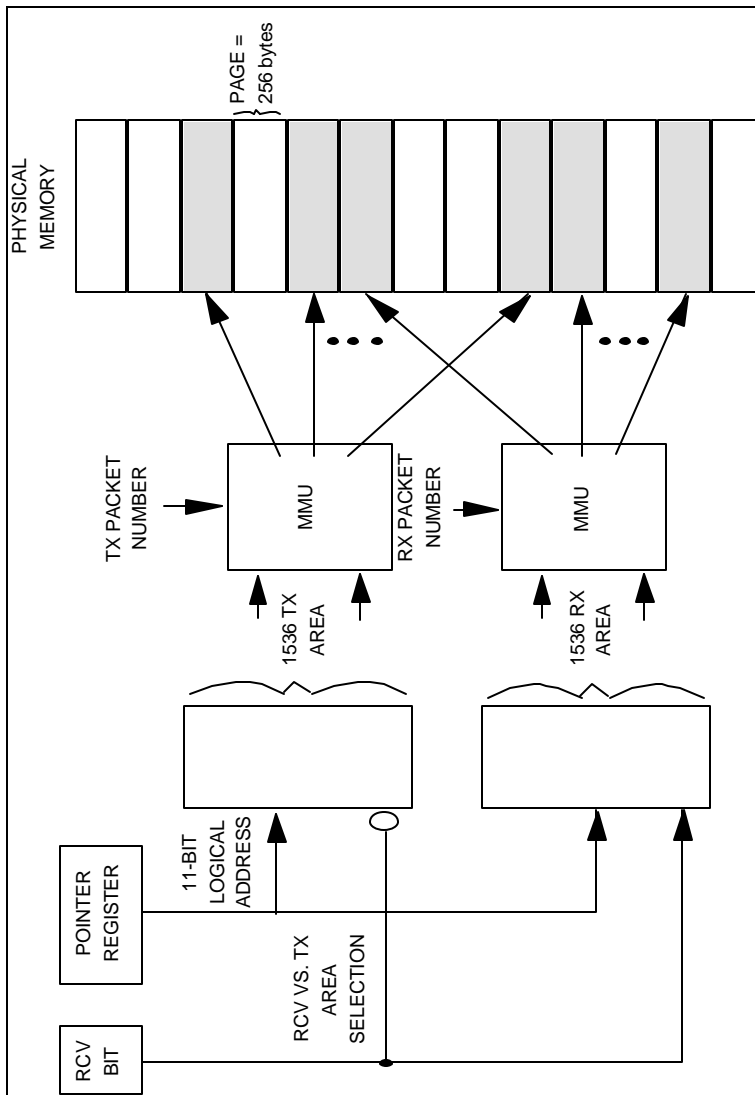 PHYSICAL
MEMORY
PAGE =
256 bytes
TX PACKET
NUMBER
MMU
RX PACKET
NUMBER
MMU
1536 TX
AREA
1536 RX
AREA
11-BIT
LOGICAL
ADDRESS
POINTER
REGISTER
RCV VS. TX
AREA
SELECTION
RCV
BIT